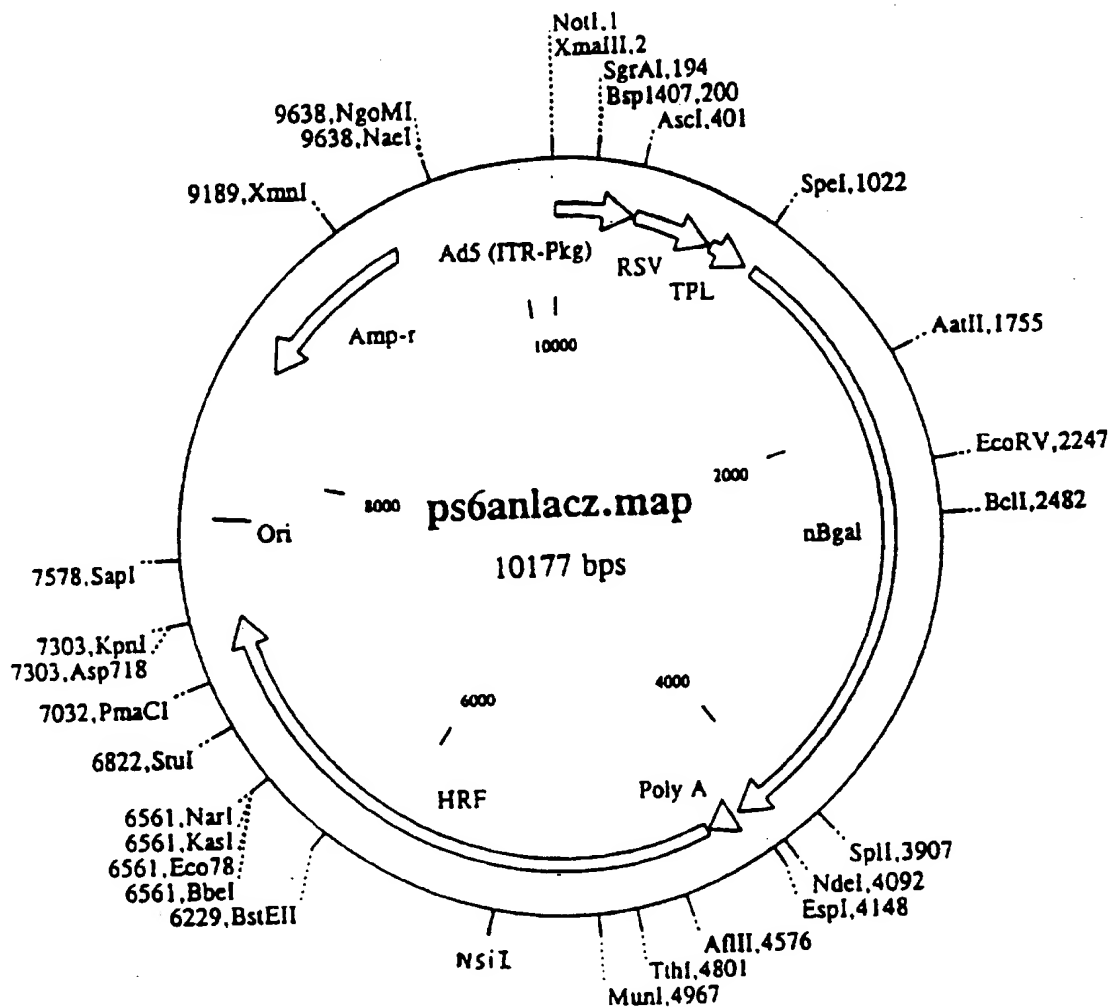 NotI,1
XmaIII,2
SgrAI,194
Bsp1407,200
AscI,401
SpeI,1022
AatII,1755
EcoRV,2247
BclI,2482
SplI,3907
NdeI,4092
EspI,4148
AflII,4576
TthI,4801
MunI,4967
NsiI
6229,BstEII
6561,BbeI
6561,Eco78
6561,KasI
6561,NarI
6822,StuI
7032,PmaCI
7303,Asp718
7303,KpnI
7578,SapI
9189,XmnI
9638,NaeI
9638,NgoMI
Ad5 (ITR-Pkg)
RSV
TPL
nBgal
Poly A
HRF
Ori
Amp-r
10000
2000
4000
6000
8000
ps6anlacz.map
10177 bps